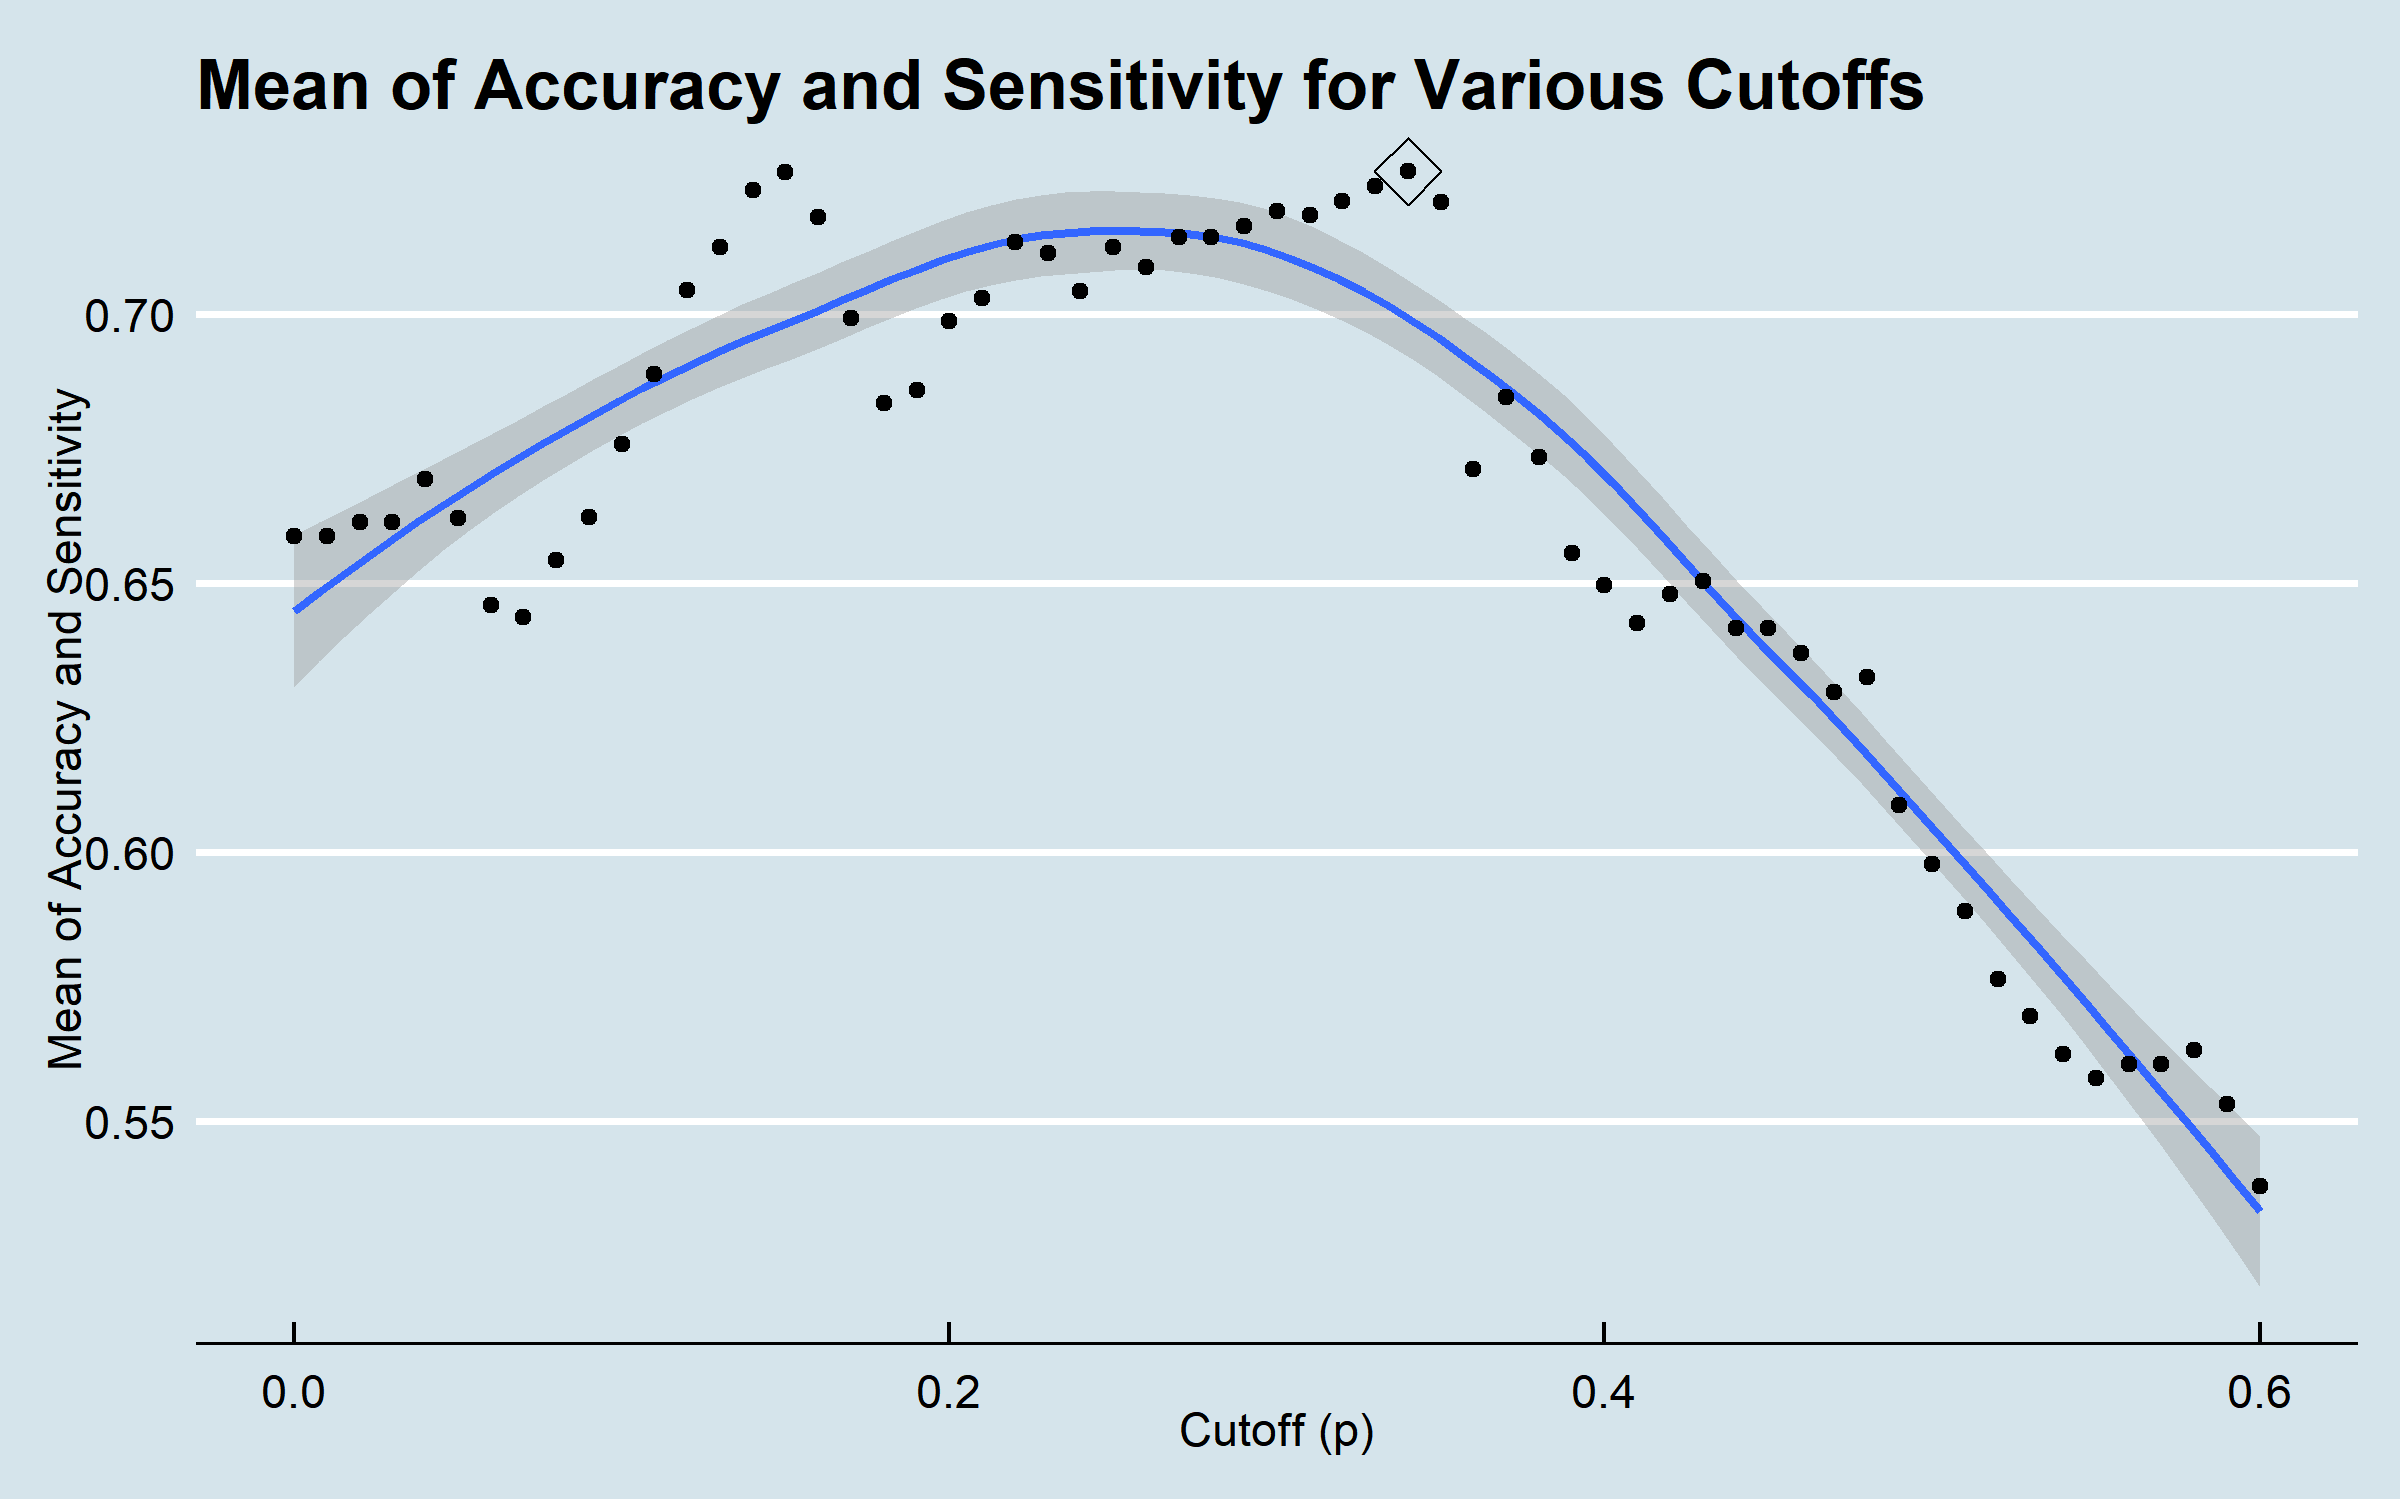 Mean of Accuracy and Sensitivity for Various Cutoffs
Mean of Accuracy and Sensitivity
0.70
0.65
0.60
0.55
0.0
0.2
0.4
0.6
Cutoff (p)